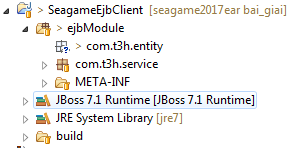 SeagameEjbClient [seagame2017ear bai_giai]
> ejbModule
> com.t3h.entity
com.t3h.service
META-INF
JBoss 7.1 Runtime [JBoss 7.1 Runtime]
JRE System Library [jre7]
build